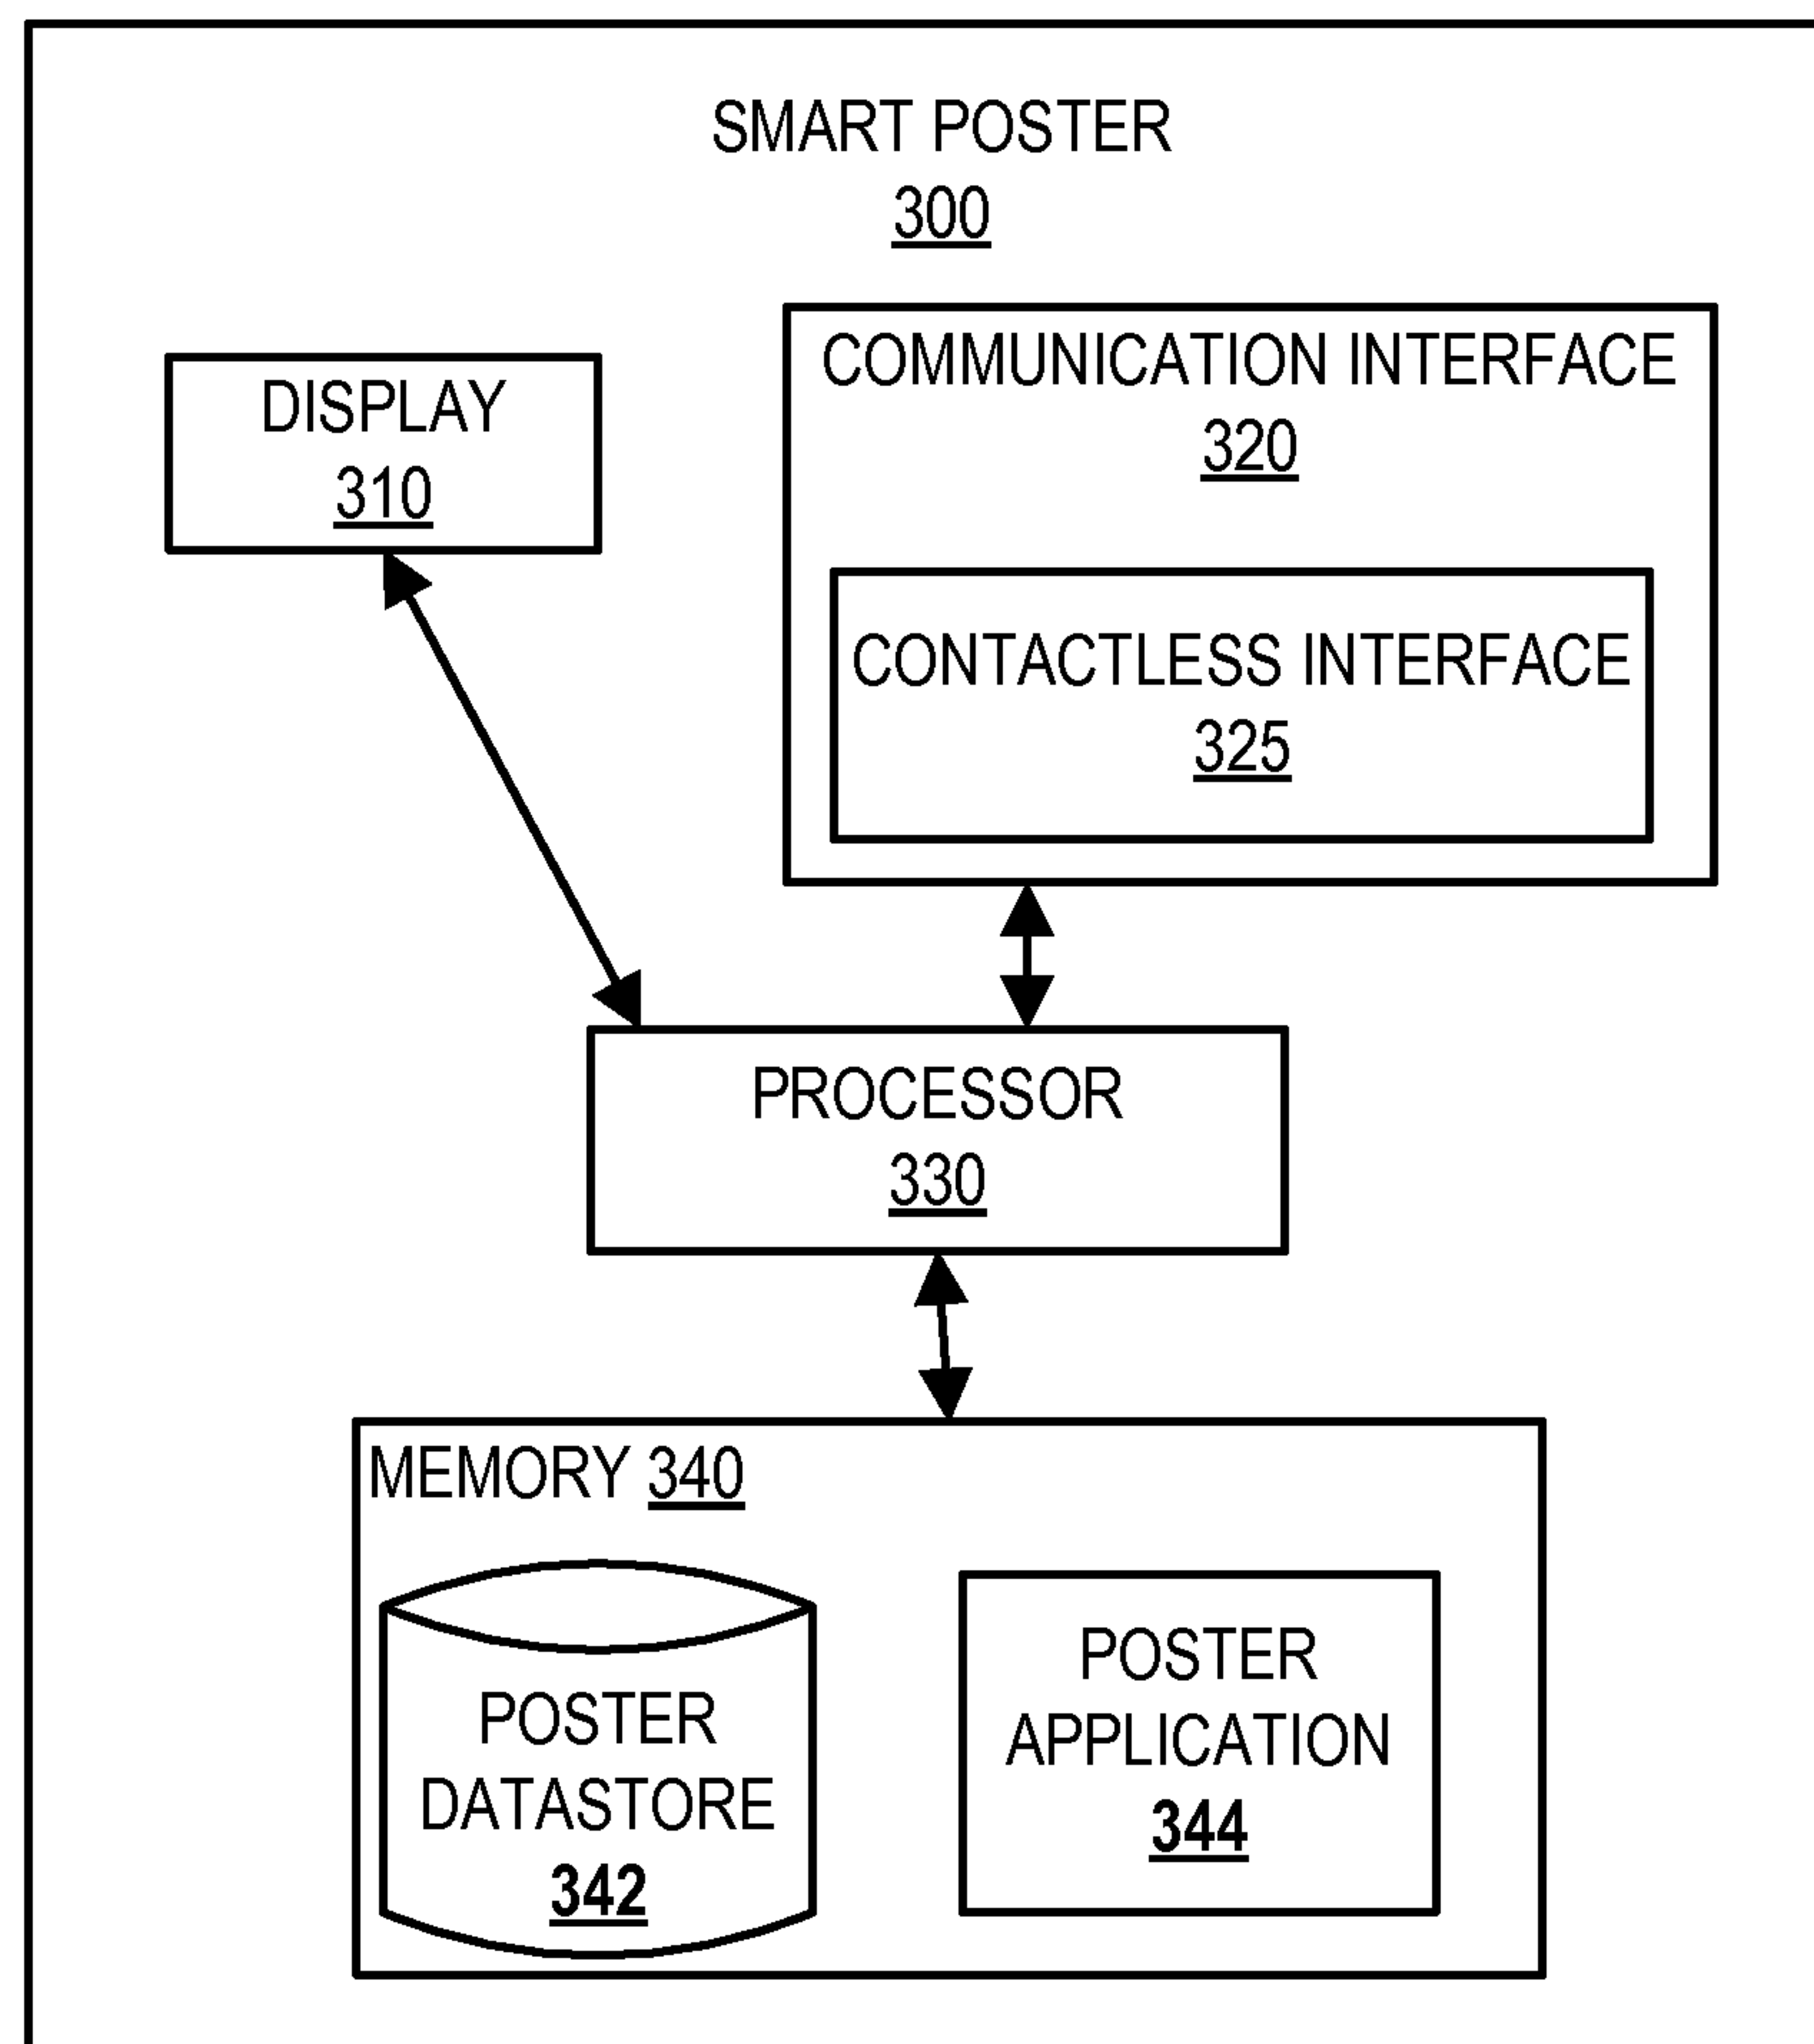 SMART POSTER
300
DISPLAY
310
COMMUNICATION INTERFACE
320
CONTACTLESS INTERFACE
325
PROCESSOR
330
MEMORY 340
POSTER
DATASTORE
342
POSTER
APPLICATION
344